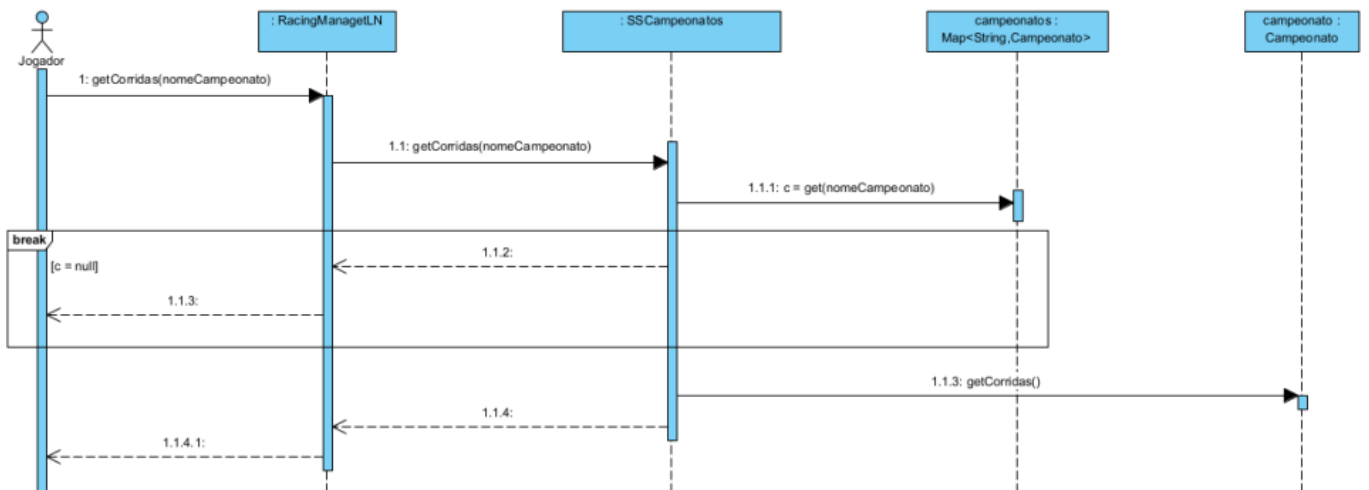 : RacingManagetLN
: SSCampeonatos
campeonatos :
Map<String,Campeonato>
campeonato :
Campeonato
Jogador
1: getCorridas(nomeCampeonato)
1.1: getCorridas(nomeCampeonato)
1.1.1: c = get(nomeCampeonato)
break
[c = null]
1.1.2:
1.1.3:
1.1.3: getCorridas()
1.1.4:
1.1.4.1: